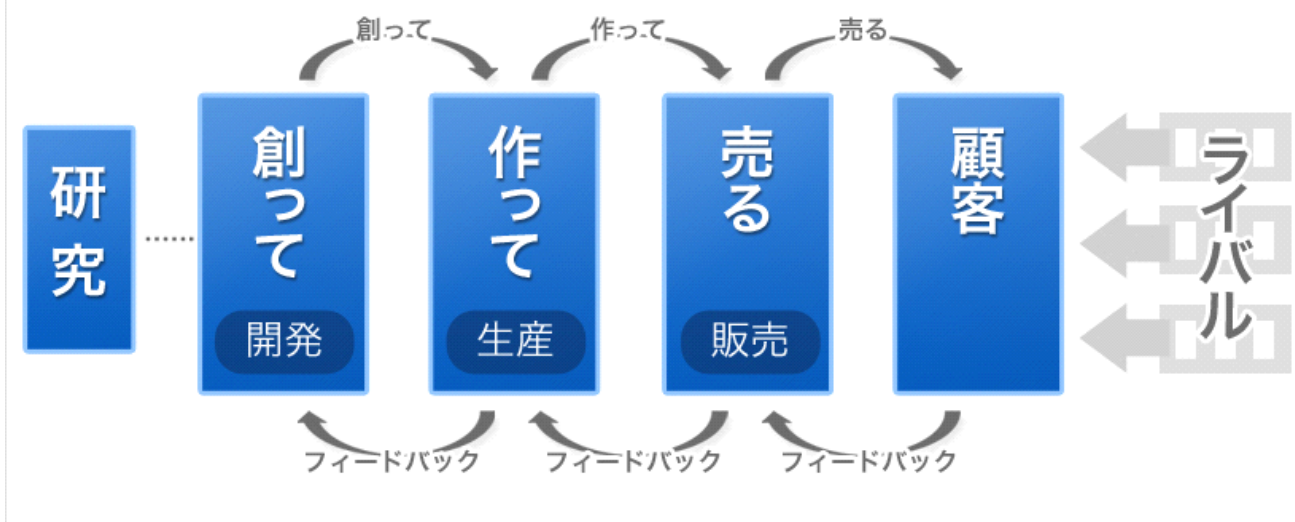 創って
作って
売る
研究
創って
開発
作って
生産
売る
販売
顧客
ライバル
フィードバック
フィードバック
フィードバック